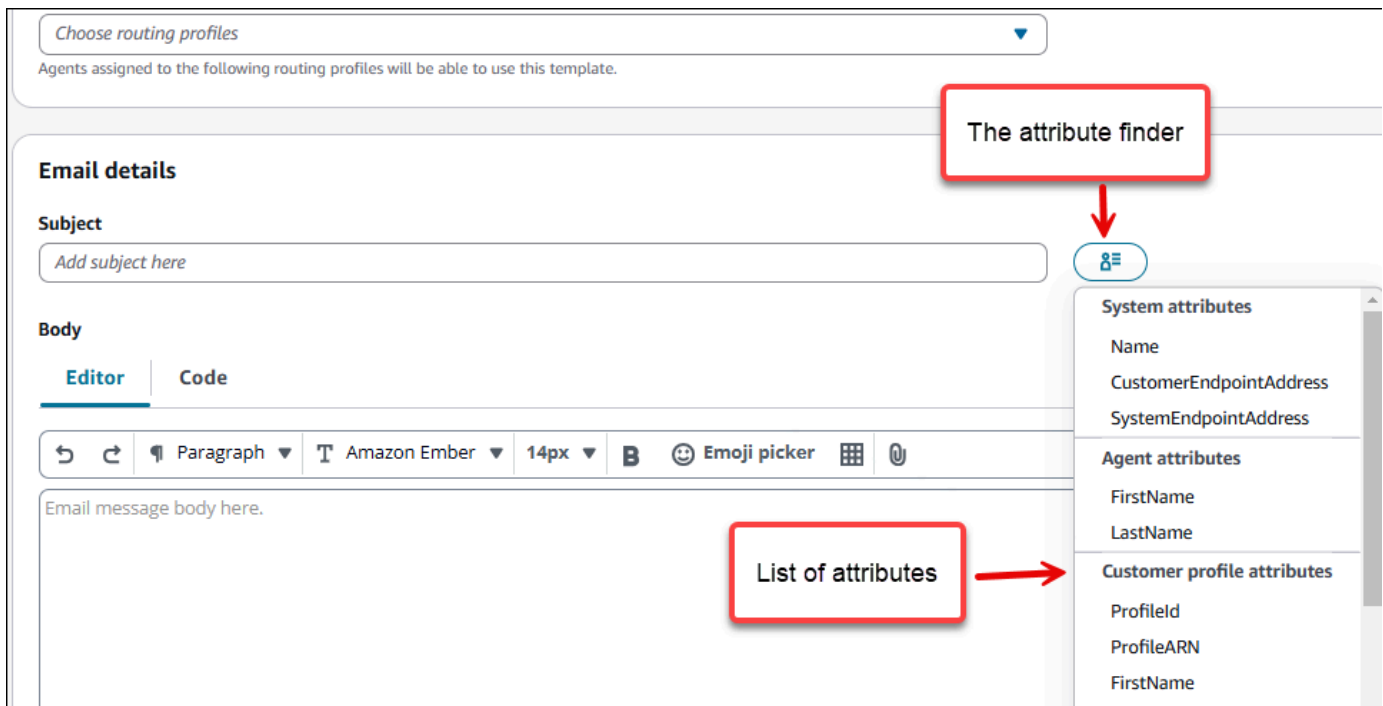 Choose routing profiles
Agents assigned to the following routing profiles will be able to use this template.
The attribute finder
Email details
Subject
Add subject here
System attributes
Name
CustomerEndpointAddress
SystemEndpointAddress
Body
Editor
Code
Paragraph
T Amazon Ember
14px
B
Emoji picker
Agent attributes
FirstName
LastName
Email message body here.
List of attributes
Customer profile attributes
ProfileId
ProfileARN
FirstName